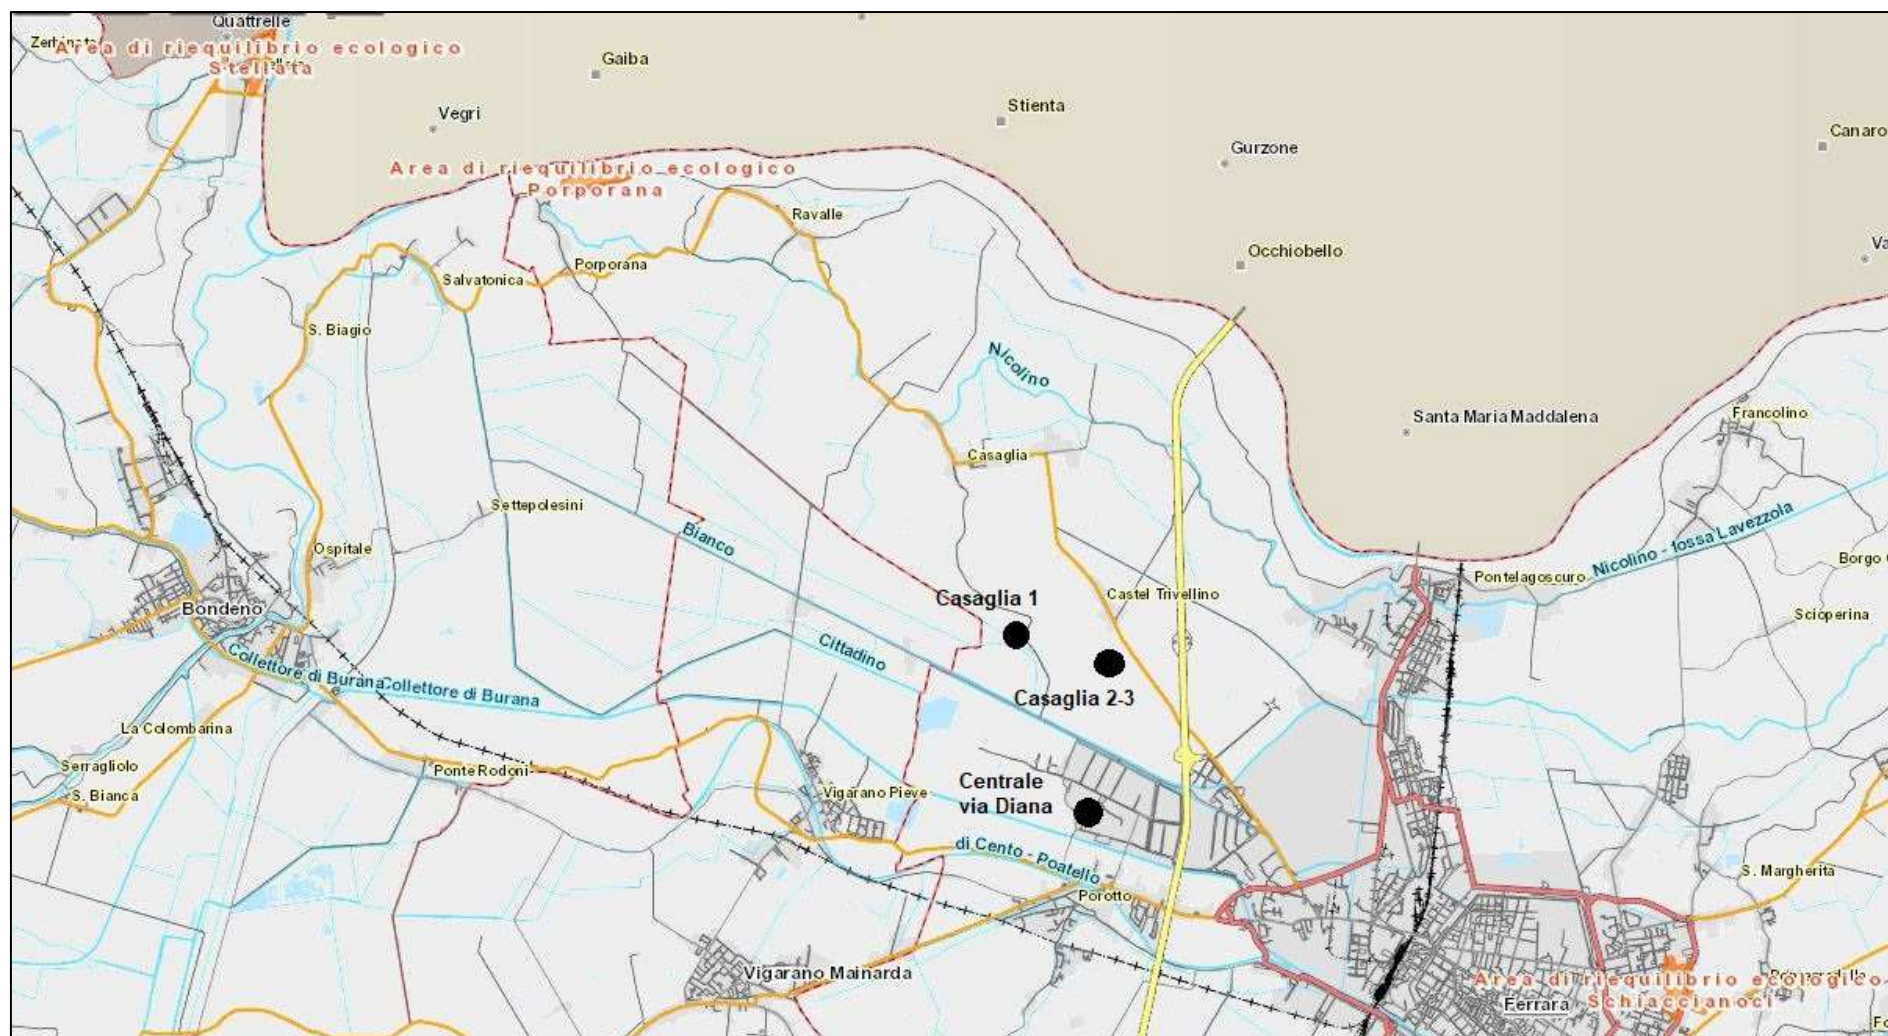 Quattrelle
Zerbinate
Area di riequilibrio ecologico
Stellata
Gaiba
Vegri
Stienta
Canaro
Gurzone
Area di riequilibrio ecologico
Porporana
Ravalle
Occhiobello
Va
Porporana
Salvatonica
S. Biagio
Nicolino
Santa Maria Maddalena
Francolino
Casaglia
Settepolesini
Bianco
Nicolino - fossa Lavezzola
Ospitale
Borgo
Pontelagoscuro
Casaglia 1
Castel Trivellino
Bondeno
Scioperina
Cittadino
Collettore di Burana
Collettore di Burana
Casaglia 2-3
La Colombarina
Serragliolo
Ponte Rodoni
S. Bianca
Vigarano Pieve
Centrale
via Diana
di Cento - Poatello
S. Margherita
Porotto
Vigarano Mainarda
Area di riequilibrio ecologico
Schiaccianoci
Ferrara